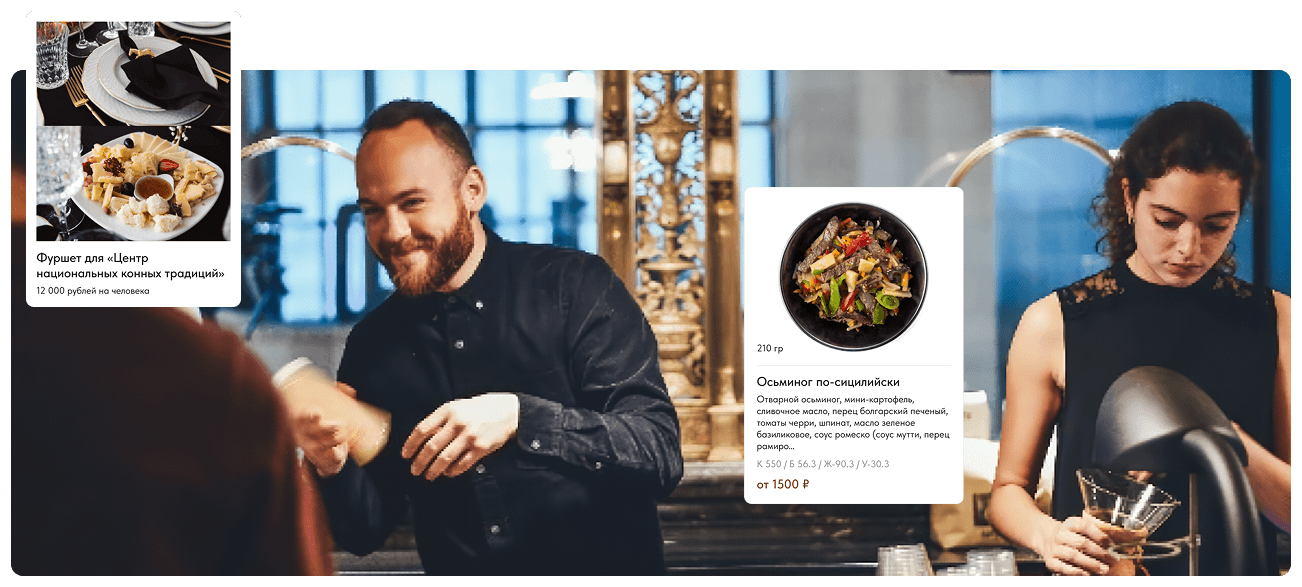 Фуршет для «Центр
национальных конных традиций»
12 000 рублей на человека
210 гр
Осьминог по-сицилийски
Отварной осьминог, мини-картофель,
сливочное масло, перец болгарский печеный,
томаты черри, шпинат, масло зеленое
базиликовое, соус ромеско (соус мутти, перец
рамиро...
К 550 / Б 56.3 / Ж-90.3 / У-30.3
от 1500 ₽